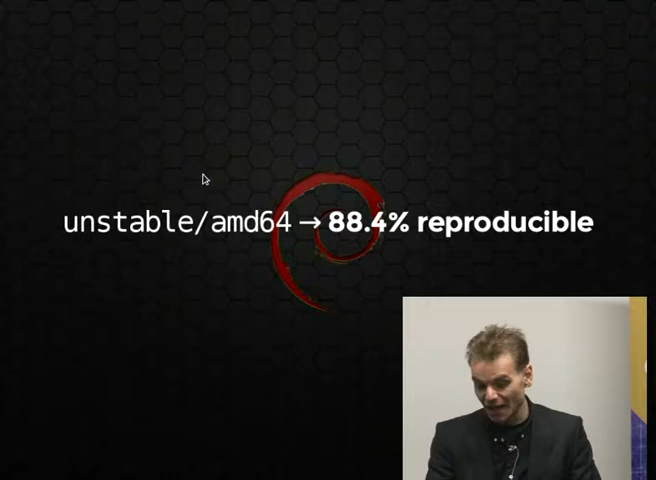 unstable/amd64 → 88.4% reproducible